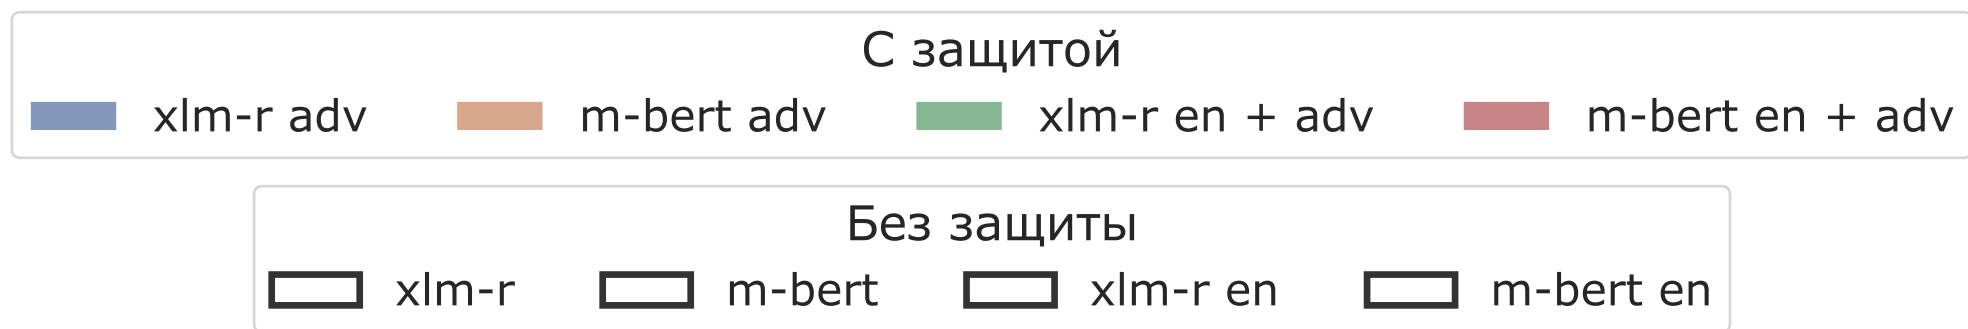 С защитой
xlm-r adv m-bert adv xlm-r en + adv m-bert en + adv
Без защиты
xlm-r m-bert xlm-r en m-bert en